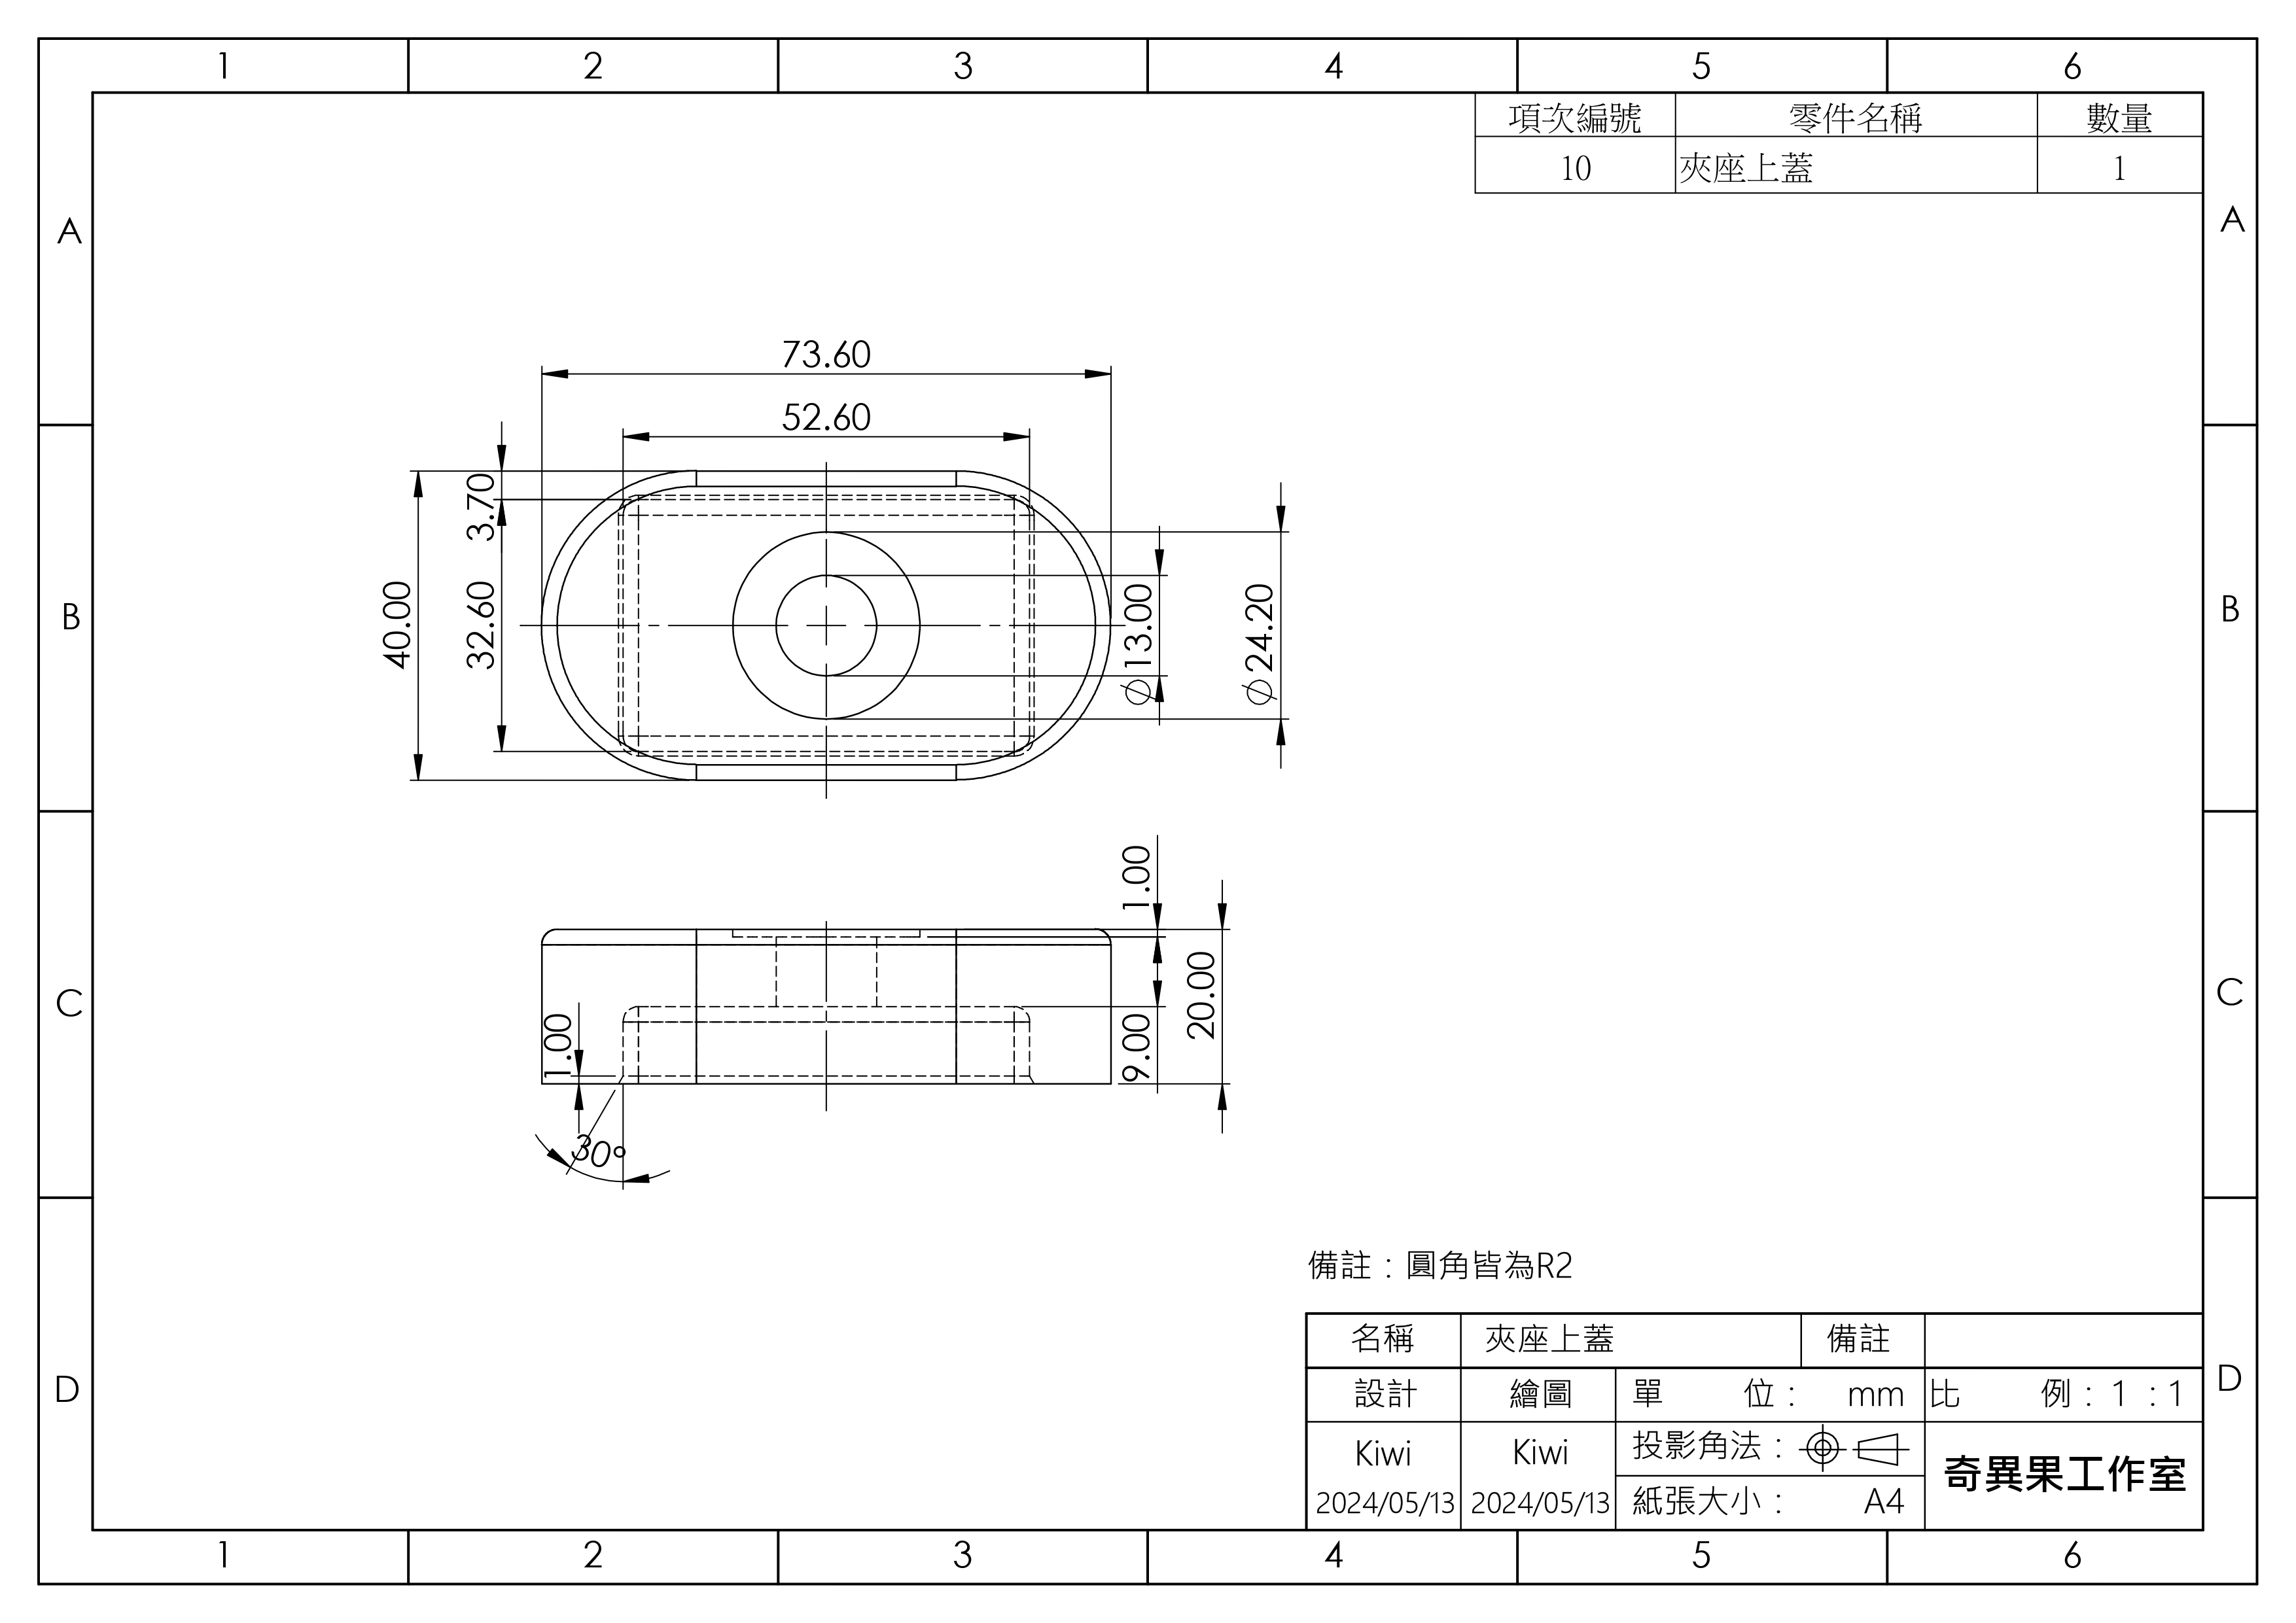 1 2 3 4 5 6
項次編號 零件名稱 數量
10 夾座上蓋 1
A A
73.60
52.60
3.70
40.00 32.60 ⌀13.00 ⌀24.20
B B
1.00
20.00
C C
1.00 9.00
30°
備註：圓角皆為R2
名稱 夾座上蓋 備註
D D
設計 繪圖 單 位： mm 比 例：1：1
Kiwi Kiwi 投影角法：
奇異果工作室
2024/05/13 2024/05/13 紙張大小： A4
1 2 3 4 5 6